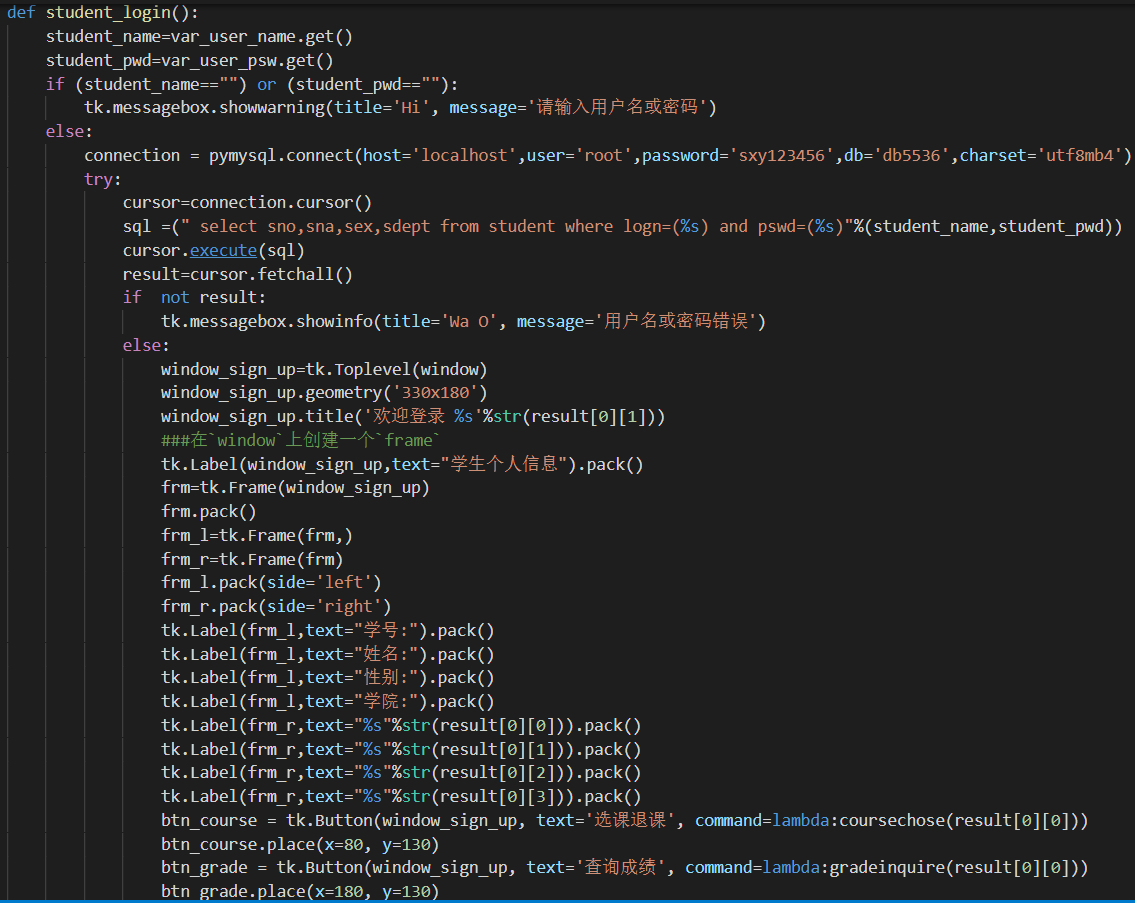 def student_login():
    student_name=var_user_name.get()
    student_pwd=var_user_psw.get()
    if (student_name=="") or (student_pwd==""):
        tk.messagebox.showwarning(title='Hi', message='请输入用户名或密码')
    else:
        connection = pymysql.connect(host='localhost',user='root',password='sxy123456',db='db5536',charset='utf8mb4')
        try:
            cursor=connection.cursor()
            sql =(" select sno,sna,sex,sdept from student where logn=(%s) and pswd=(%s)"%(student_name,student_pwd))
            cursor.execute(sql)
            result=cursor.fetchall()
            if  not result:
                tk.messagebox.showinfo(title='Wa O', message='用户名或密码错误')
            else:
                window_sign_up=tk.Toplevel(window)
                window_sign_up.geometry('330x180')
                window_sign_up.title('欢迎登录 %s'%str(result[0][1]))
                ###在`window`上创建一个`frame`
                tk.Label(window_sign_up,text="学生个人信息").pack()
                frm=tk.Frame(window_sign_up)
                frm.pack()
                frm_l=tk.Frame(frm,)
                frm_r=tk.Frame(frm)
                frm_l.pack(side='left')
                frm_r.pack(side='right')
                tk.Label(frm_l,text="学号:").pack()
                tk.Label(frm_l,text="姓名:").pack()
                tk.Label(frm_l,text="性别:").pack()
                tk.Label(frm_l,text="学院:").pack()
                tk.Label(frm_r,text="%s"%str(result[0][0])).pack()
                tk.Label(frm_r,text="%s"%str(result[0][1])).pack()
                tk.Label(frm_r,text="%s"%str(result[0][2])).pack()
                tk.Label(frm_r,text="%s"%str(result[0][3])).pack()
                btn_course = tk.Button(window_sign_up, text='选课退课', command=lambda:coursechose(result[0][0]))
                btn_course.place(x=80, y=130)
                btn_grade = tk.Button(window_sign_up, text='查询成绩', command=lambda:gradeinquire(result[0][0]))
                btn_grade.place(x=180, y=130)